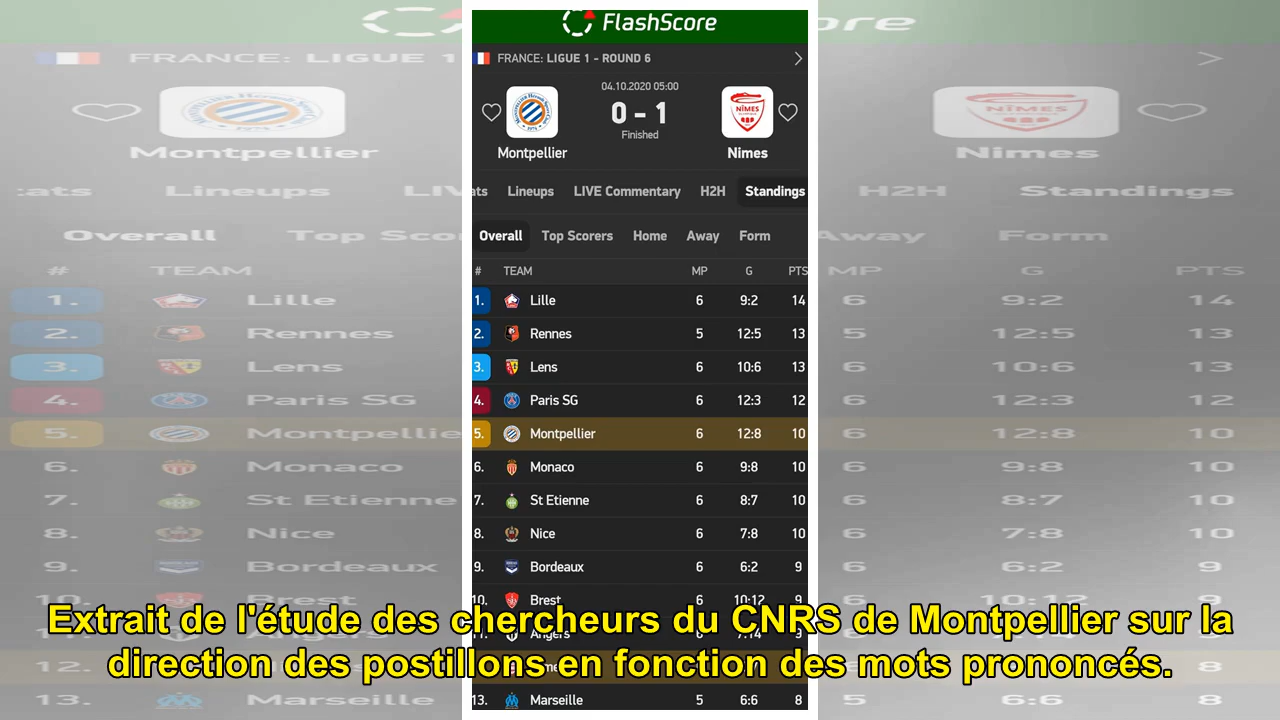 FlashScore
FRANCE: LIGUE 1 - ROUND 6
04.10.2020 05:00
0 - 1
Finished
Montpellier Nimes
ats Lineups LIVE Commentary H2H Standings
Overall Top Scorers Home Away Form
# TEAM MP G PTS
1. Lille 6 9:2 14
2. Rennes 5 12:5 13
3. Lens 6 10:6 13
4. Paris SG 6 12:3 12
5. Montpellier 6 12:8 10
6. Monaco 6 9:8 10
7. St Etienne 6 8:7 10
8. Nice 6 7:8 10
9. Bordeaux 6 6:2 9
10. Brest 6 10:12 9
Angers
Extrait de l'étude des chercheurs du CNRS de Montpellier sur la
direction des postillons en fonction des mots prononcés.
13. Marseille 5 6:6 8